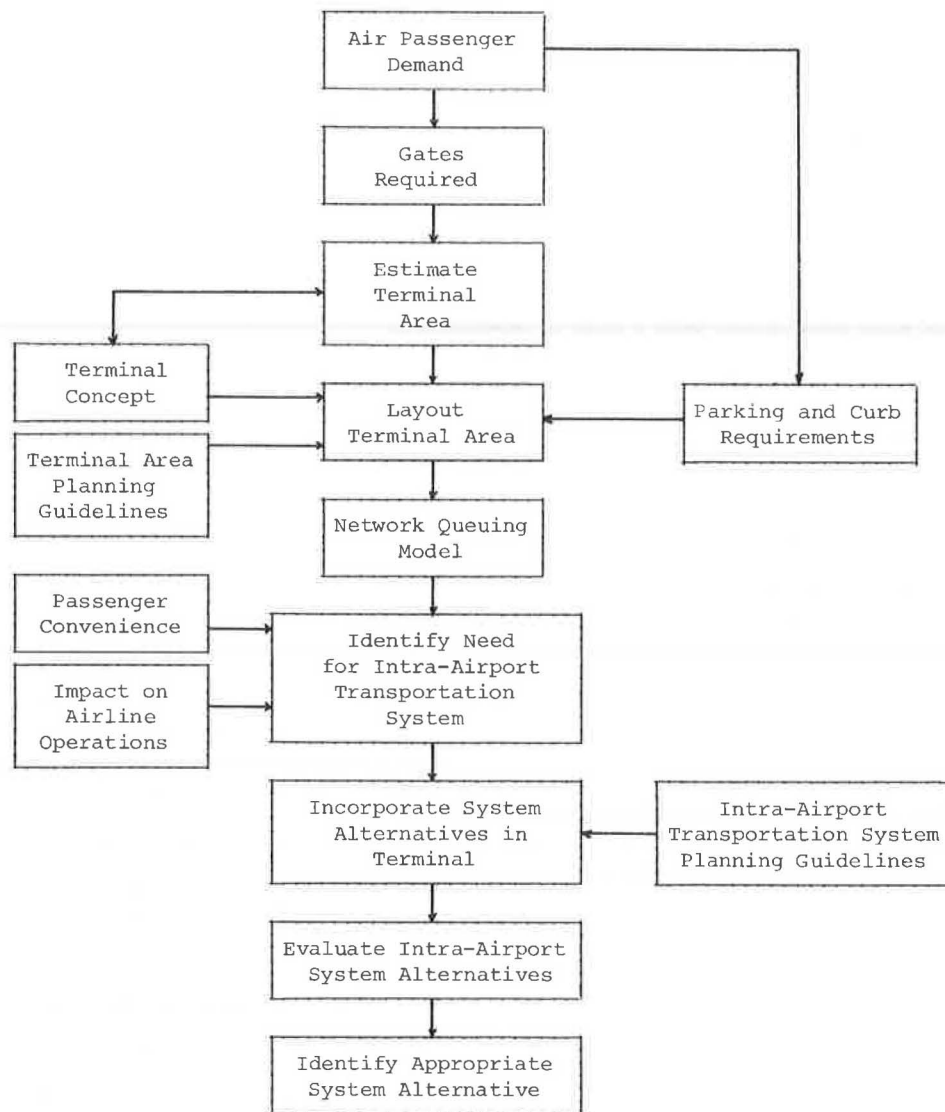 Air Passenger
Demand
Gates
Required
Estimate
Terminal
Area
Terminal
Concept
Layout
Terminal Area
Parking and Curb
Requirements
Terminal Area
Planning
Guidelines
Network Queuing
Model
Passenger
Convenience
Identify Need
for Intra-Airport
Transportation
System
Impact on
Airline
Operations
Incorporate System
Alternatives in
Terminal
Intra-Airport
Transportation System
Planning Guidelines
Evaluate Intra-Airport
System Alternatives
Identify Appropriate
System Alternative